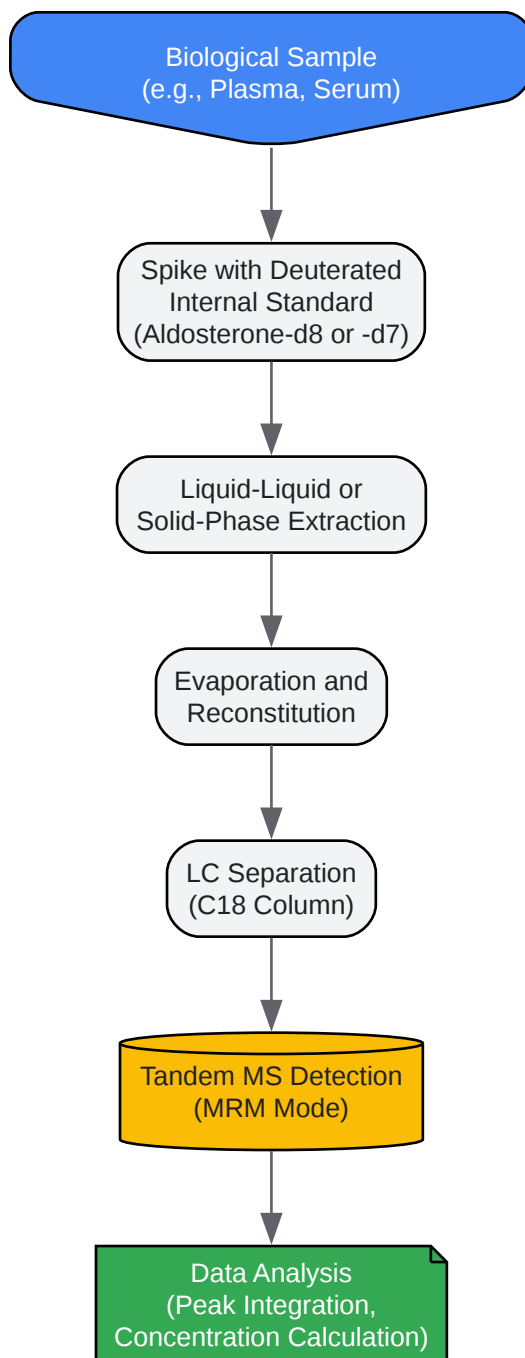 Biological Sample
(e.g., Plasma, Serum)
Spike with Deuterated
Internal Standard
(Aldosterone-d8 or -d7)
Liquid-Liquid or
Solid-Phase Extraction
Evaporation and
Reconstitution
LC Separation
(C18 Column)
Tandem MS Detection
(MRM Mode)
Data Analysis
(Peak Integration,
Concentration Calculation)